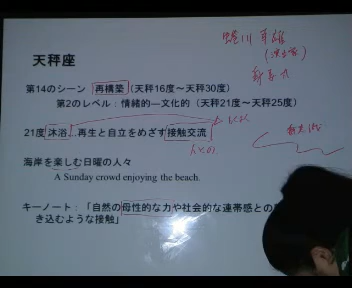 蜷川
天秤座
第14のシーン 再構築（天秤16度～天秤30度）
第2のレベル：情緒的―文化的（天秤21度～天秤25度）
21度 沐浴…再生と自立をめざす接触交流
海岸を楽しむ日曜の人々
A Sunday crowd enjoying the beach.
キーノート：「自然の母性的な力や社会的な連帯感との
き込むような接触」